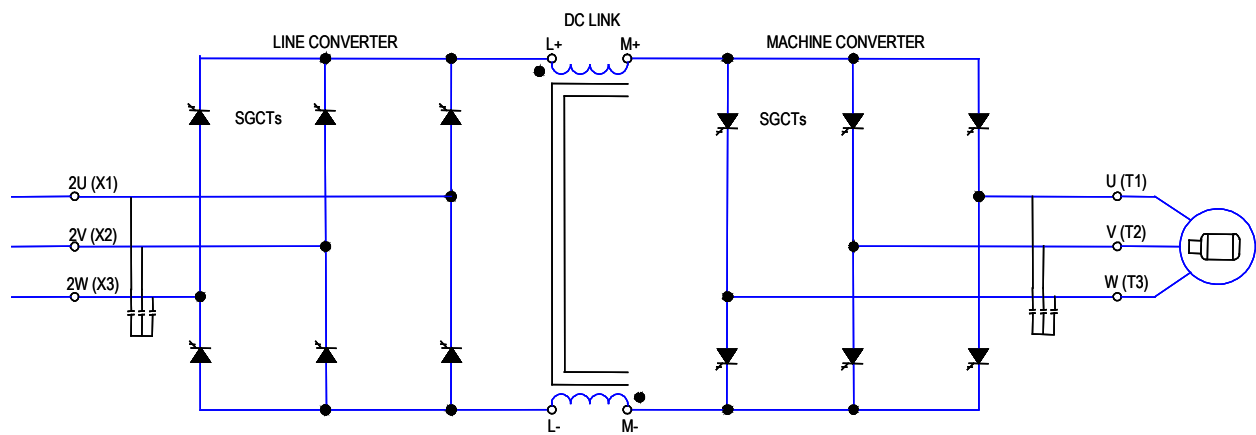 DC LINK
LINE CONVERTER
L+
M+
MACHINE CONVERTER
SGCTs
SGCTs
2U (X1)
U (T1)
2V (X2)
V (T2)
2W (X3)
W (T3)
L-
M-